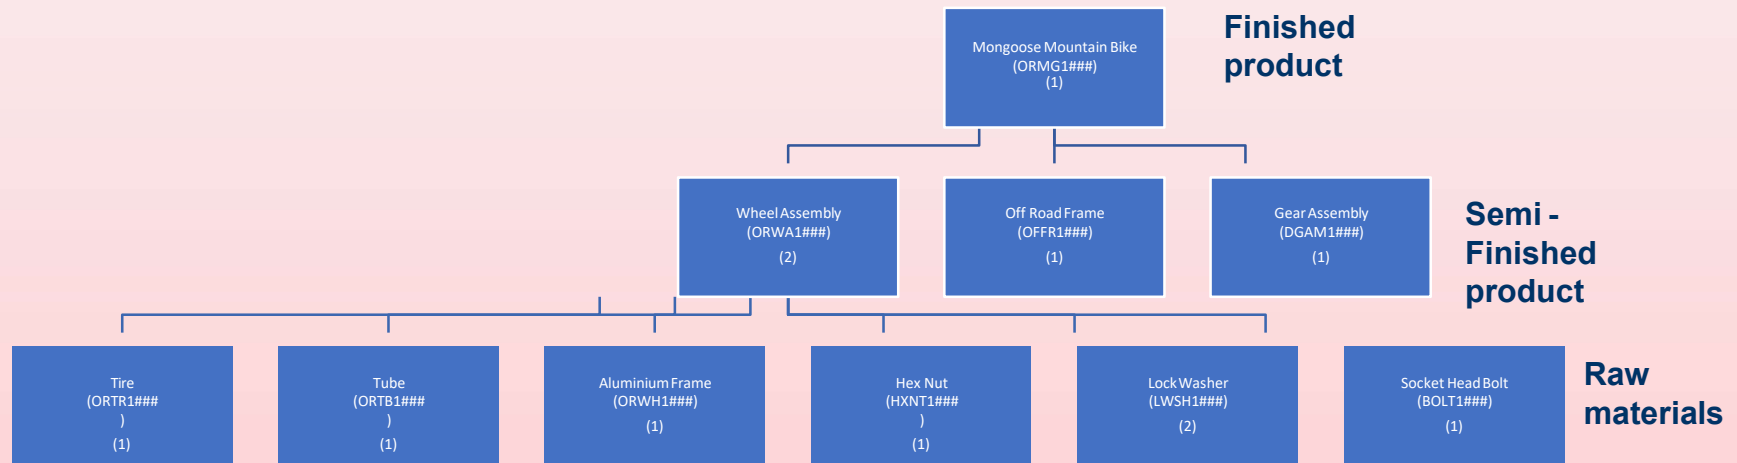 Finished
product
Mongoose Mountain Bike
(ORMG1###)
(1)
Wheel Assembly
(ORWA1###)
(2)
Off Road Frame
(OFFR1###)
(1)
Gear Assembly
(DGAM1###)
(1)
Semi -
Finished
product
Tire
(ORTR1###
)
(1)
Tube
(ORTB1###
)
(1)
Aluminium Frame
(ORWH1###)
(1)
Hex Nut
(HXNT1###
)
(1)
Lock Washer
(LWSH1###)
(2)
Socket Head Bolt
(BOLT1###)
(1)
Raw
materials